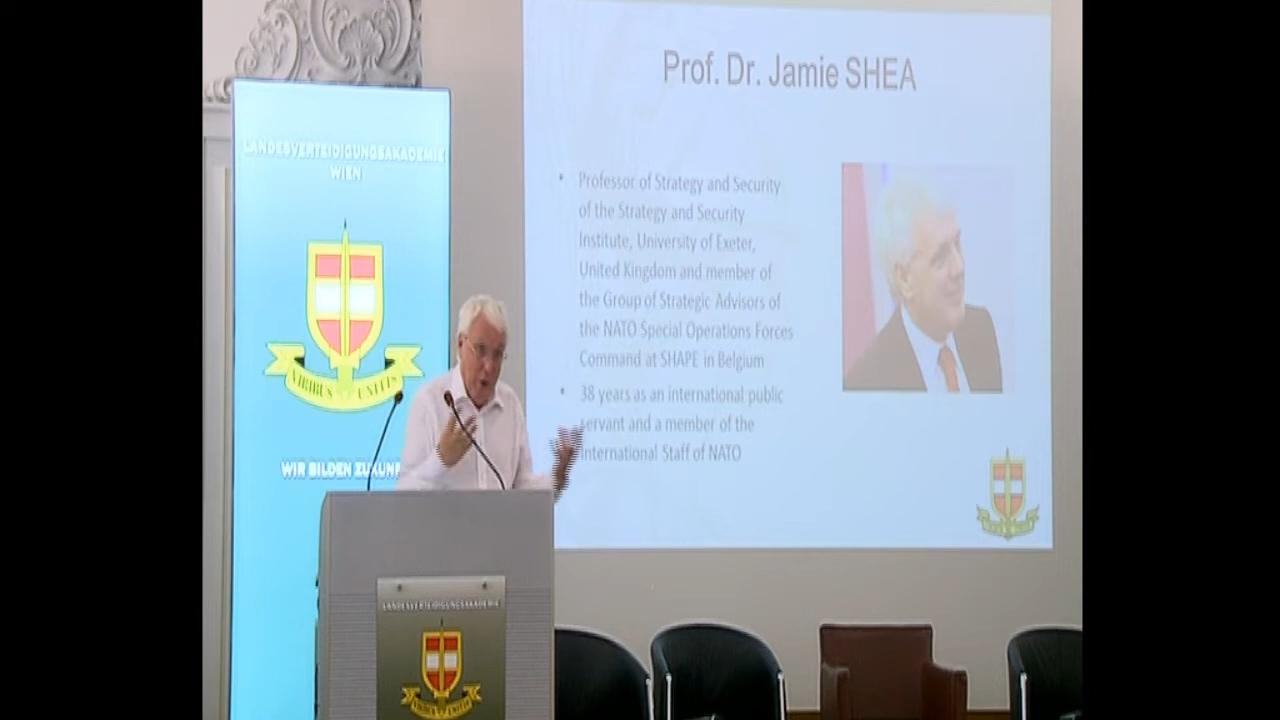 Prof. Dr. Jamie SHEA
LANDESVERTEIDIGUNGSAKADEMIE
WIEN
• Professor of Strategy and Security
of the Strategy and Security
Institute, University of Exeter,
United Kingdom and member of
the Group of Strategic Advisors of
the NATO Special Operations Forces
Command at SHAPE in Belgium
• 38 years as an international public
servant and a member of the
International Staff of NATO
VIRIBUS UNITIS
WIR BILDEN ZUKUNF
LANDESVERTEIDIGUNGSAKADEMIE
VIRIBUS UNITIS